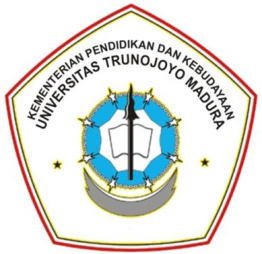 KEMENTERIAN PENDIDIKAN DAN KEBUDAYAAN
UNIVERSITAS TRUNOJOYO MADURA